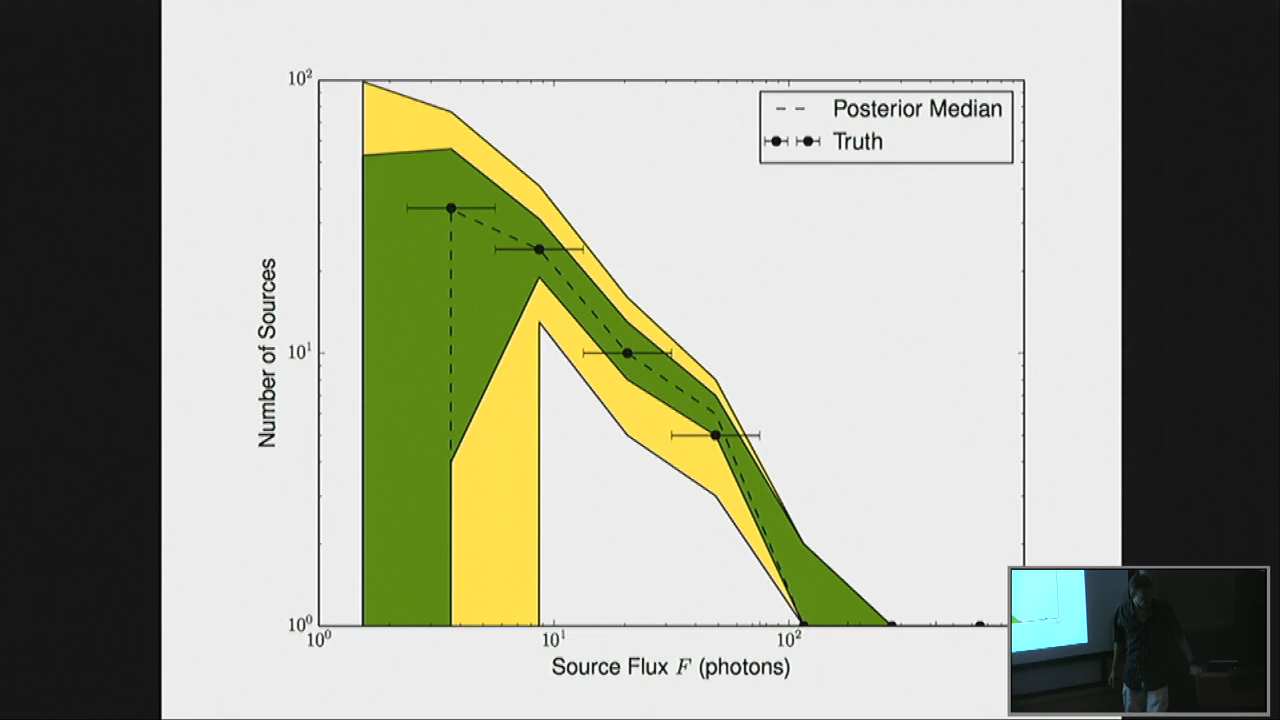 10²
Posterior Median
Truth
Number of Sources
10¹
10⁰
10⁰
10¹
10²
Source Flux F (photons)